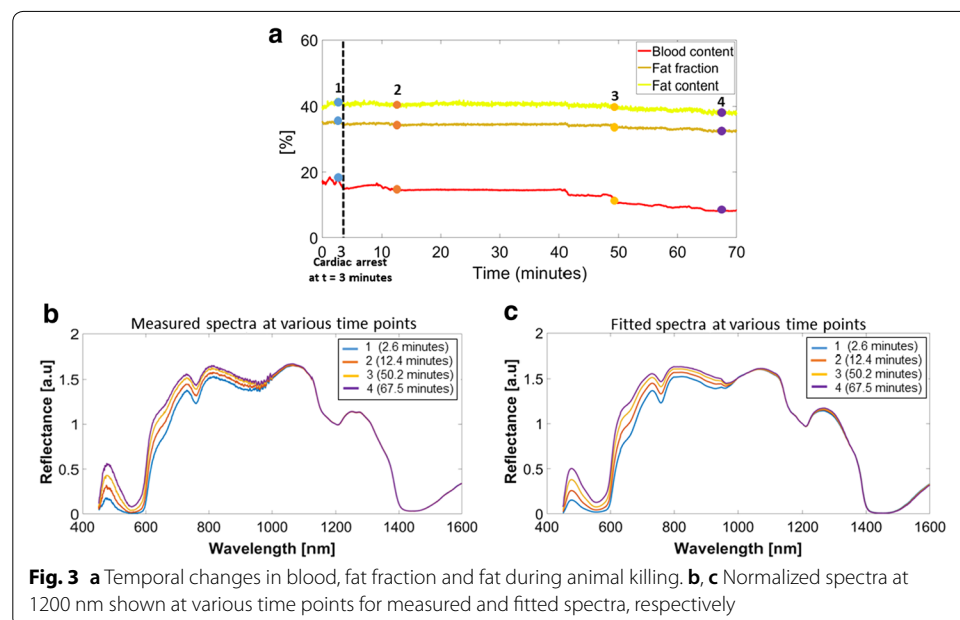 a
60
40
20
0
[%]
1
2
3
4
Blood content
Fat fraction
Fat content
0 3 10 20 30 40 50 60 70
Cardiac arrest
at t = 3 minutes
Time (minutes)
b
Measured spectra at various time points
2
1.5
1
0.5
0
Reflectance [a.u]
1 (2.6 minutes)
2 (12.4 minutes)
3 (50.2 minutes)
4 (67.5 minutes)
400 600 800 1000 1200 1400 1600
Wavelength [nm]
c
Fitted spectra at various time points
2
1.5
1
0.5
0
Reflectance [a.u]
1 (2.6 minutes)
2 (12.4 minutes)
3 (50.2 minutes)
4 (67.5 minutes)
400 600 800 1000 1200 1400 1600
Wavelength [nm]
Fig. 3 a Temporal changes in blood, fat fraction and fat during animal killing. b, c Normalized spectra at
1200 nm shown at various time points for measured and fitted spectra, respectively